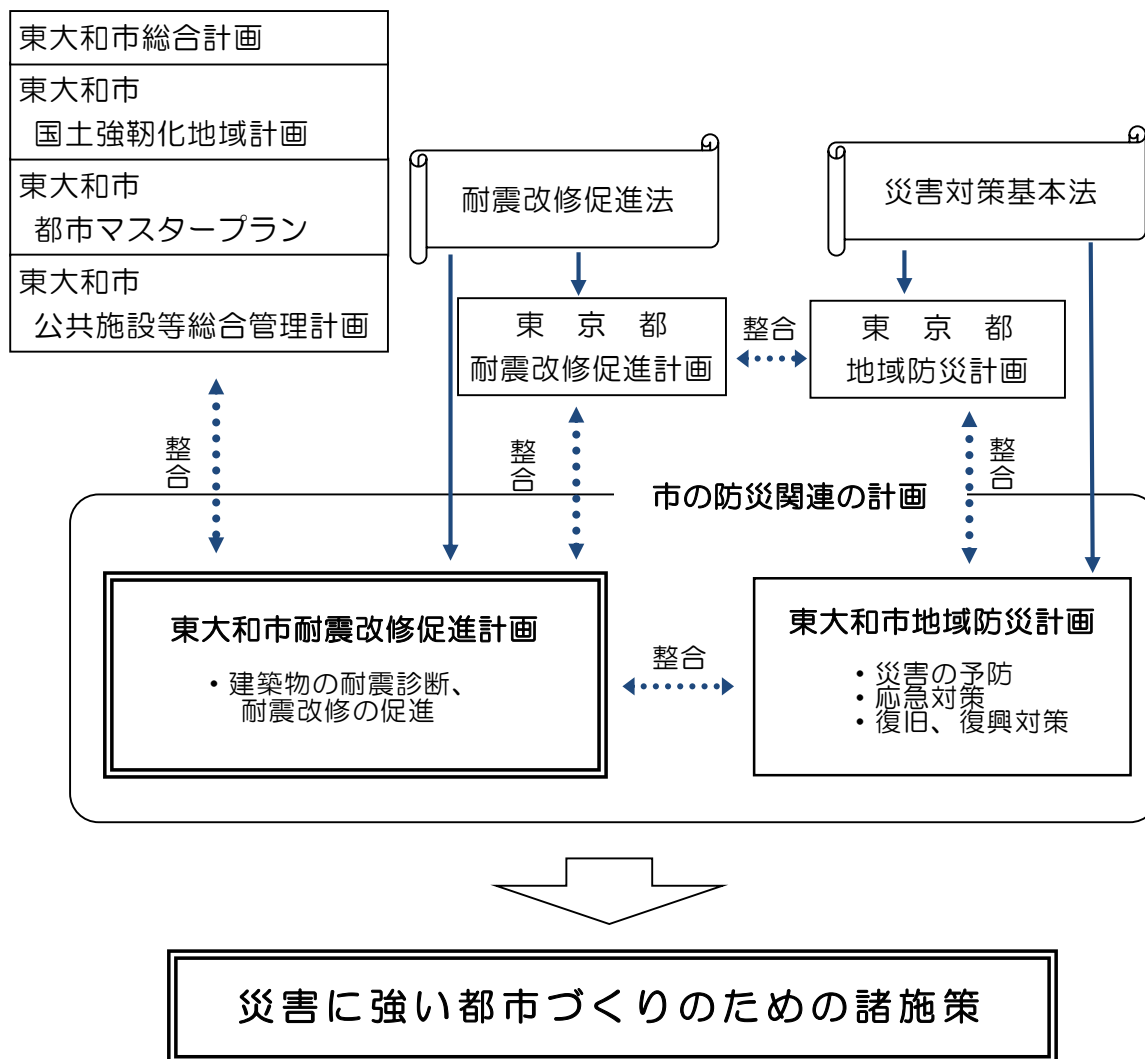 東大和市総合計画
東大和市
国土強靭化地域計画
東大和市
都市マスタープラン
東大和市
公共施設等総合管理計画
耐震改修促進法
災害対策基本法
東 京 都
耐震改修促進計画
整合
東 京 都
地域防災計画
整合
整合
整合
市の防災関連の計画
東大和市耐震改修促進計画
・建築物の耐震診断、
耐震改修の促進
整合
東大和市地域防災計画
・災害の予防
・応急対策
・復旧、復興対策
災害に強い都市づくりのための諸施策